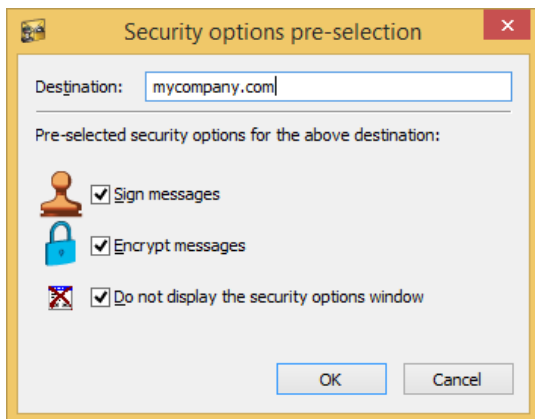 Security options pre-selection
Destination: mycompany.com
Pre-selected security options for the above destination:
Sign messages
Encrypt messages
Do not display the security options window
OK Cancel